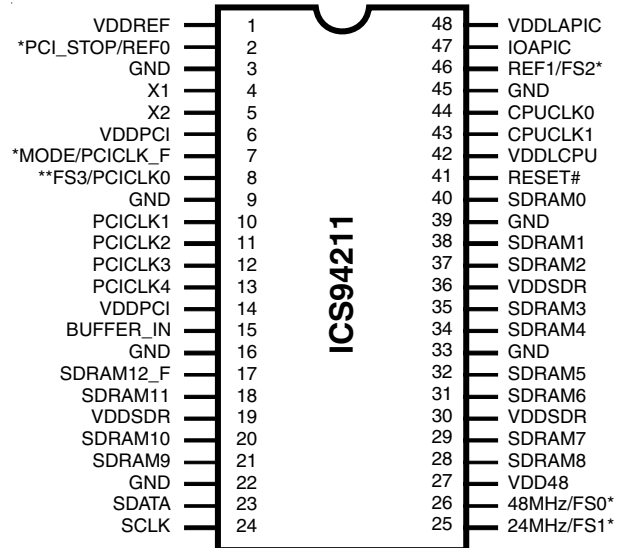 VDDREF 1 48 VDDLAPIC
*PCI_STOP/REF0 2 47 IOAPIC
GND 3 46 REF1/FS2*
X1 4 45 GND
X2 5 44 CPUCLK0
VDDPCI 6 43 CPUCLK1
*MODE/PCICLK_F 7 42 VDDLCPU
**FS3/PCICLK0 8 41 RESET#
GND 9 40 SDRAM0
PCICLK1 10 39 GND
PCICLK2 11 38 SDRAM1
PCICLK3 12 37 SDRAM2
PCICLK4 13 36 VDDSDR
VDDPCI 14 35 SDRAM3
BUFFER_IN 15 34 SDRAM4
GND 16 33 GND
SDRAM12_F 17 32 SDRAM5
SDRAM11 18 31 SDRAM6
VDDSDR 19 30 VDDSDR
SDRAM10 20 29 SDRAM7
SDRAM9 21 28 SDRAM8
GND 22 27 VDD48
SDATA 23 26 48MHz/FS0*
SCLK 24 25 24MHz/FS1*
ICS94211